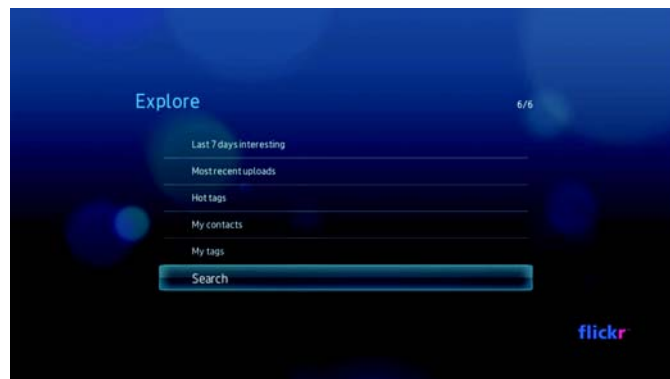 Explore
6/6
Last 7 days interesting
Most recent uploads
Hot tags
My contacts
My tags
Search
flickr